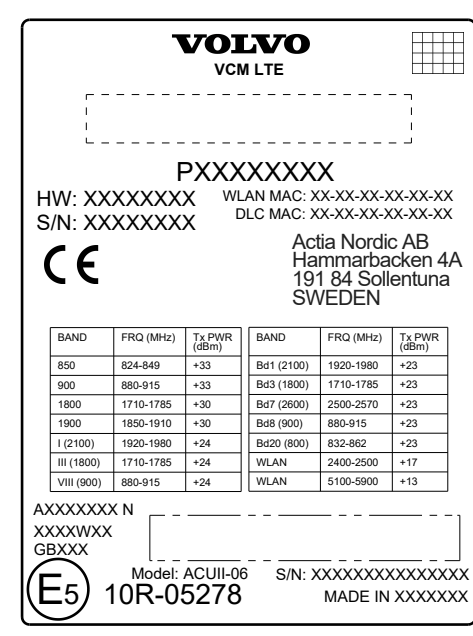 VOLVO
VCM LTE
PXXXXXXXX
HW: XXXXXXXX
S/N: XXXXXXXX
WLAN MAC: XX-XX-XX-XX-XX-XX
DLC MAC: XX-XX-XX-XX-XX-XX
CE
Actia Nordic AB
Hammarbacken 4A
191 84 Sollentuna
SWEDEN
BAND FRQ (MHz) Tx PWR (dBm) BAND FRQ (MHz) Tx PWR (dBm)
850 824-849 +33 Bd1 (2100) 1920-1980 +23
900 880-915 +33 Bd3 (1800) 1710-1785 +23
1800 1710-1785 +30 Bd7 (2600) 2500-2570 +23
1900 1850-1910 +30 Bd8 (900) 880-915 +23
I (2100) 1920-1980 +24 Bd20 (800) 832-862 +23
III (1800) 1710-1785 +24 WLAN 2400-2500 +17
VIII (900) 880-915 +24 WLAN 5100-5900 +13
AXXXXXXX N
XXXXWXX
GBXXX
E5
Model: ACUII-06
10R-05278
S/N: XXXXXXXXXXXXXXX
MADE IN XXXXXXX